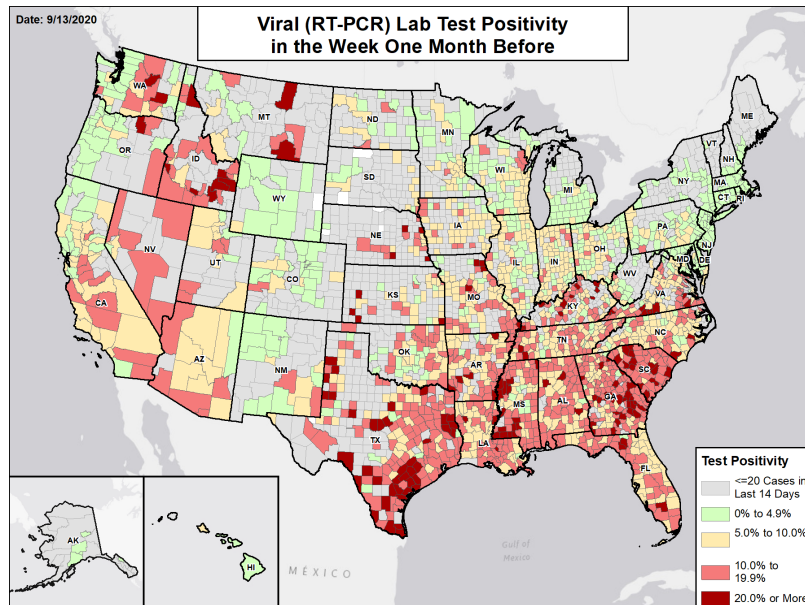 Date: 9/13/2020
Viral (RT-PCR) Lab Test Positivity
in the Week One Month Before
WA
MT
ND
MN
ME
VT
NH
OR
ID
SD
WI
MI
NY
MA
CT
RI
WY
NE
IA
PA
NJ
NV
UT
CO
IL
IN
OH
MD
DE
WV
CA
KS
MO
KY
VA
AZ
NM
OK
AR
TN
NC
SC
TX
LA
MS
AL
GA
FL
AK
HI
Gulf of
Mexico
MÉXICO
Test Positivity
<=20 Cases in
Last 14 Days
0% to 4.9%
5.0% to 10.0%
10.0% to
19.9%
20.0% or More